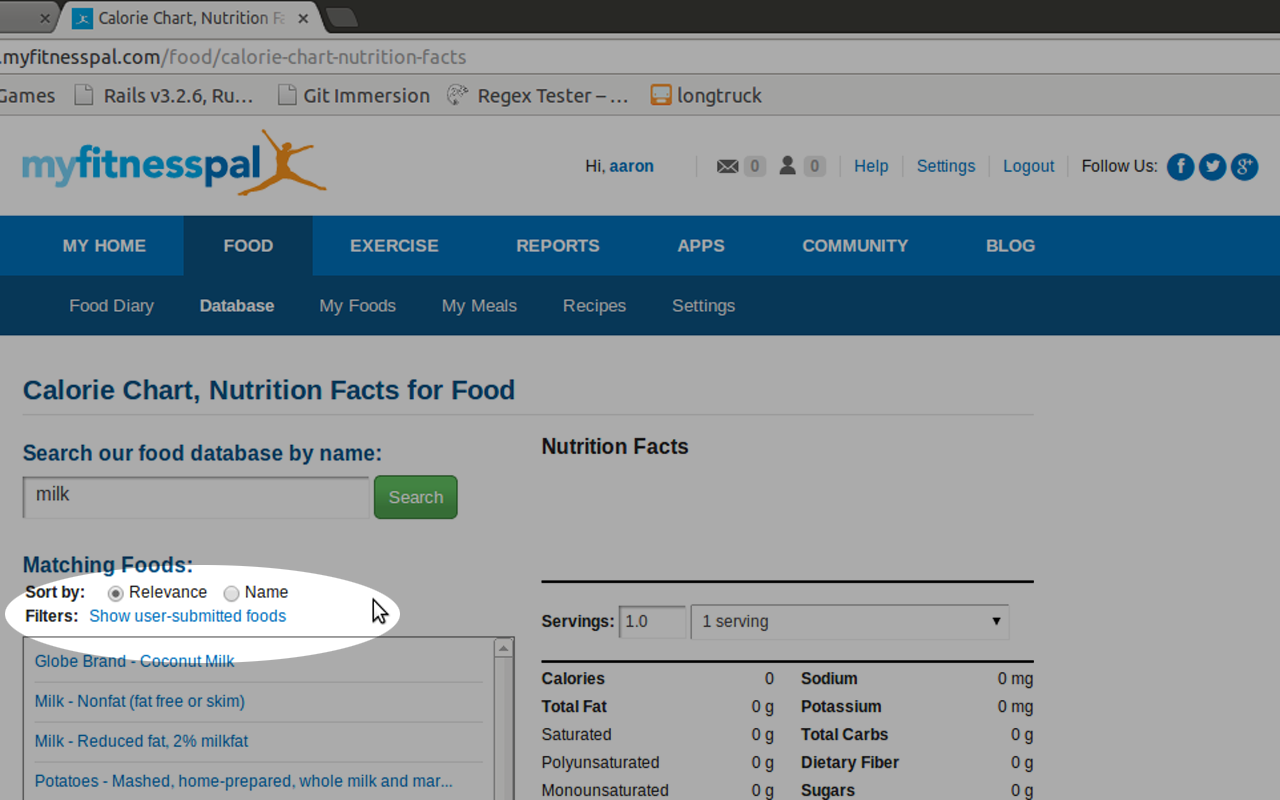 Calorie Chart, Nutrition Fa
.myfitnesspal.com/food/calorie-chart-nutrition-facts
Games Rails v3.2.6, Ru... Git Immersion Regex Tester – ... longtruck
myfitnesspal
Hi, aaron 0 0 Help Settings Logout Follow Us:
MY HOME FOOD EXERCISE REPORTS APPS COMMUNITY BLOG
Food Diary Database My Foods My Meals Recipes Settings
Calorie Chart, Nutrition Facts for Food
Search our food database by name:
milk Search
Matching Foods:
Sort by: Relevance Name
Filters: Show user-submitted foods
Globe Brand - Coconut Milk
Milk - Nonfat (fat free or skim)
Milk - Reduced fat, 2% milkfat
Potatoes - Mashed, home-prepared, whole milk and mar...
Nutrition Facts
Servings: 1.0 1 serving
Calories 0 Sodium 0 mg
Total Fat 0 g Potassium 0 mg
Saturated 0 g Total Carbs 0 g
Polyunsaturated 0 g Dietary Fiber 0 g
Monounsaturated 0 g Sugars 0 g